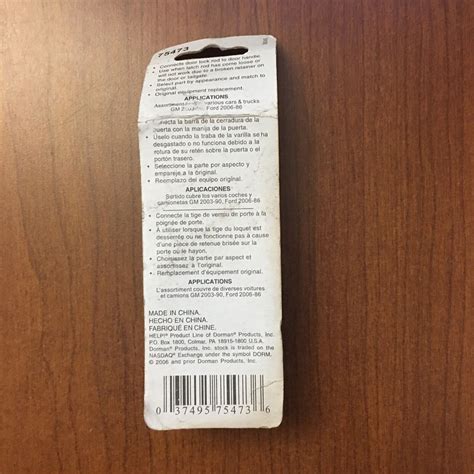 75473
• Connects door lock rod to door handle.
• Use when latch rod has come loose or
will not work due to a broken retainer on
the door or tailgate.
• Select part by appearance and match to
original.
• Original equipment replacement.
APPLICATIONS
Assortment various cars & trucks
GM Ford 2006-86
la barra de la cerradura de la
puerta con la manija de la puerta.
• Uselo cuando la traba de la varilla se ha
desgastado o no funciona debido a la
rotura de su retén sobre la puerta o el
portón trasero.
• Seleccione la parte por aspecto y
empareje a la original.
• Reemplazo del equipo original.
APLICACIONES
Surtido cubre los varios coches y
camionetas GM 2003-90, Ford 2006-86
• Connecte la tige de verrou de porte à la
poignée de porte.
• A utiliser lorsque la tige du loquet est
desserrée ou ne fonctionne pas à cause
d'une pièce de retenue brisée sur la
porte où le hayon.
• Choisissez la partie par aspect et
assortissez à l'original.
• Remplacement d'équipement original.
APPLICATIONS
L'assortiment couvre de diverses voitures
et camions GM 2003-90, Ford 2006-86
MADE IN CHINA.
HECHO EN CHINA.
FABRIQUÉ EN CHINE.
HELP!® Product Line of Dorman® Products, Inc.
P.O. Box 1800, Colmar, PA 18915-1800 U.S.A.
Dorman® Products, Inc. stock is traded on the
NASDAQ® Exchange under the symbol DORM.
© 2006 and prior Dorman Products, Inc.
0 37495 75473 6